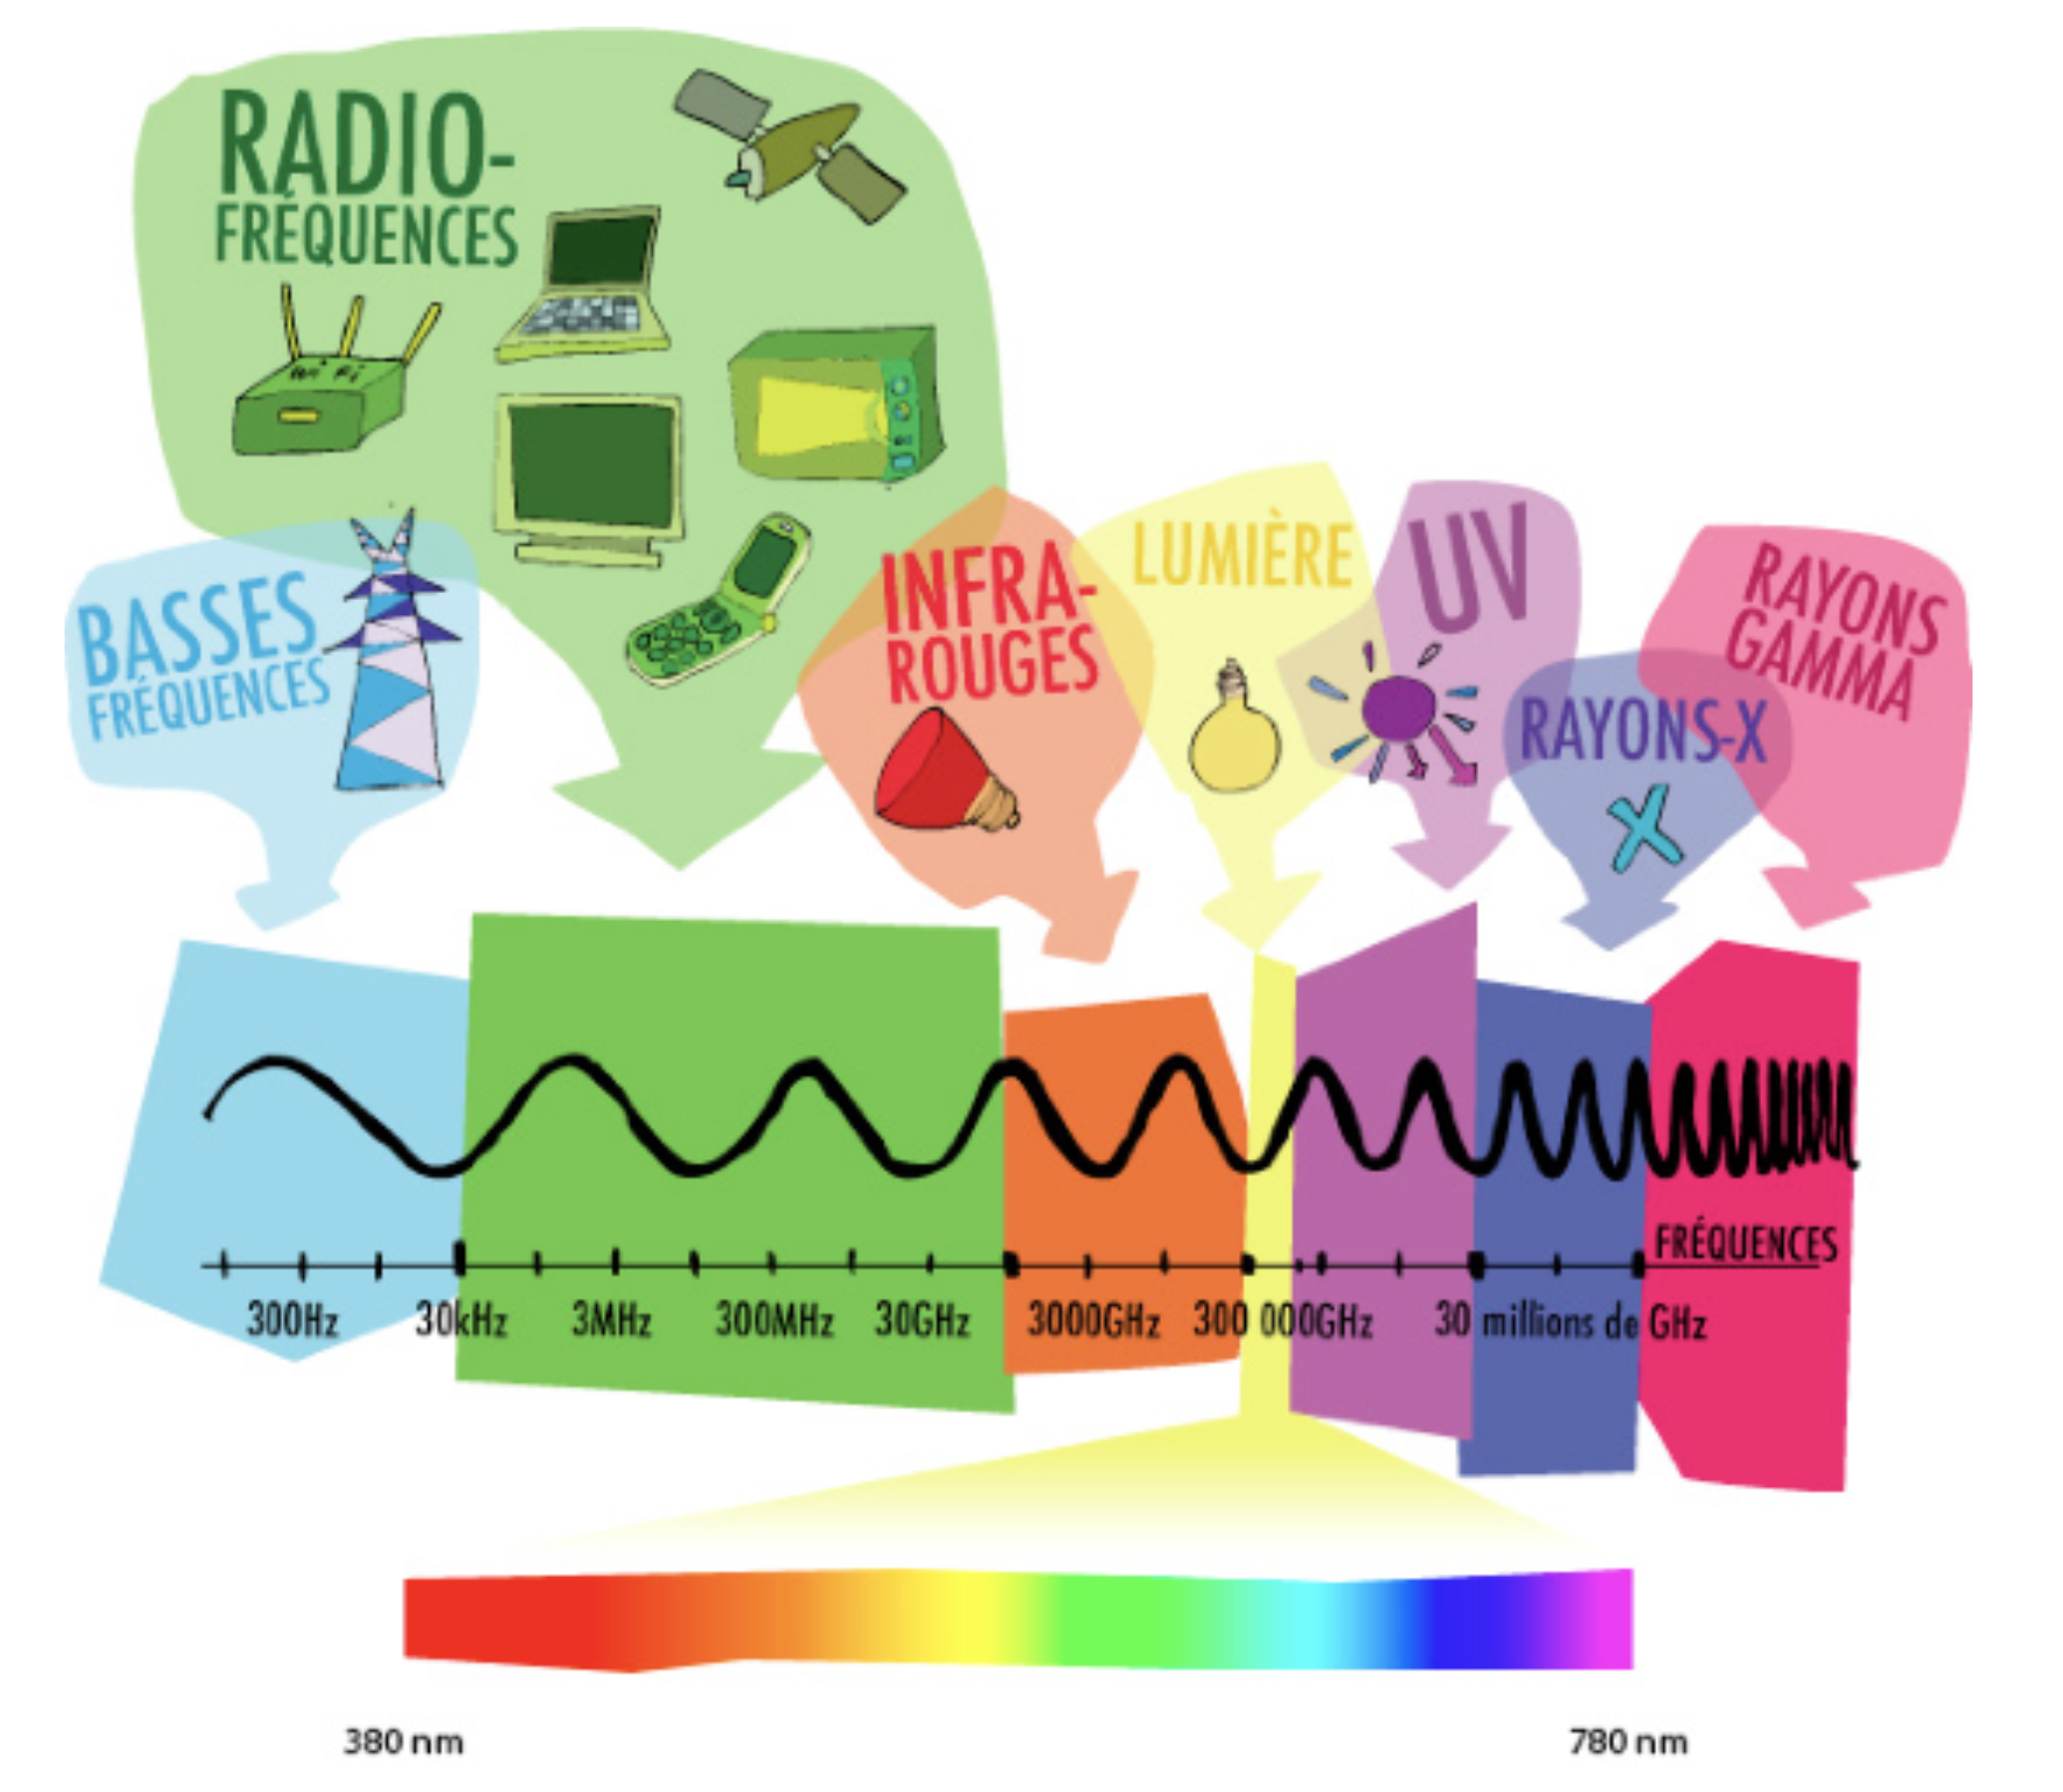 RADIO-
FRÉQUENCES
Wi Fi
BASSES
FRÉQUENCES
INFRA-
ROUGES
LUMIÈRE
UV
RAYONS-X
RAYONS
GAMMA
FRÉQUENCES
300Hz 30kHz 3MHz 300MHz 30GHz 3000GHz 300 000GHz 30 millions de GHz
380 nm 780 nm